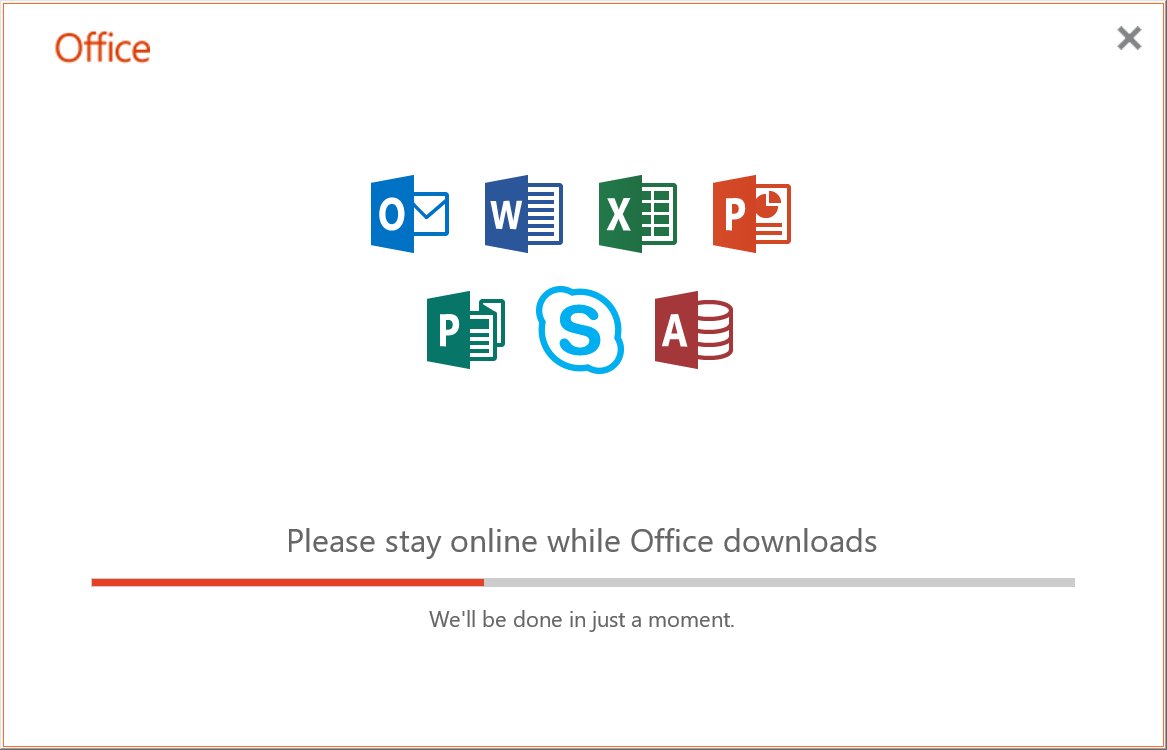 Office
O W X P
P S A
Please stay online while Office downloads
We'll be done in just a moment.